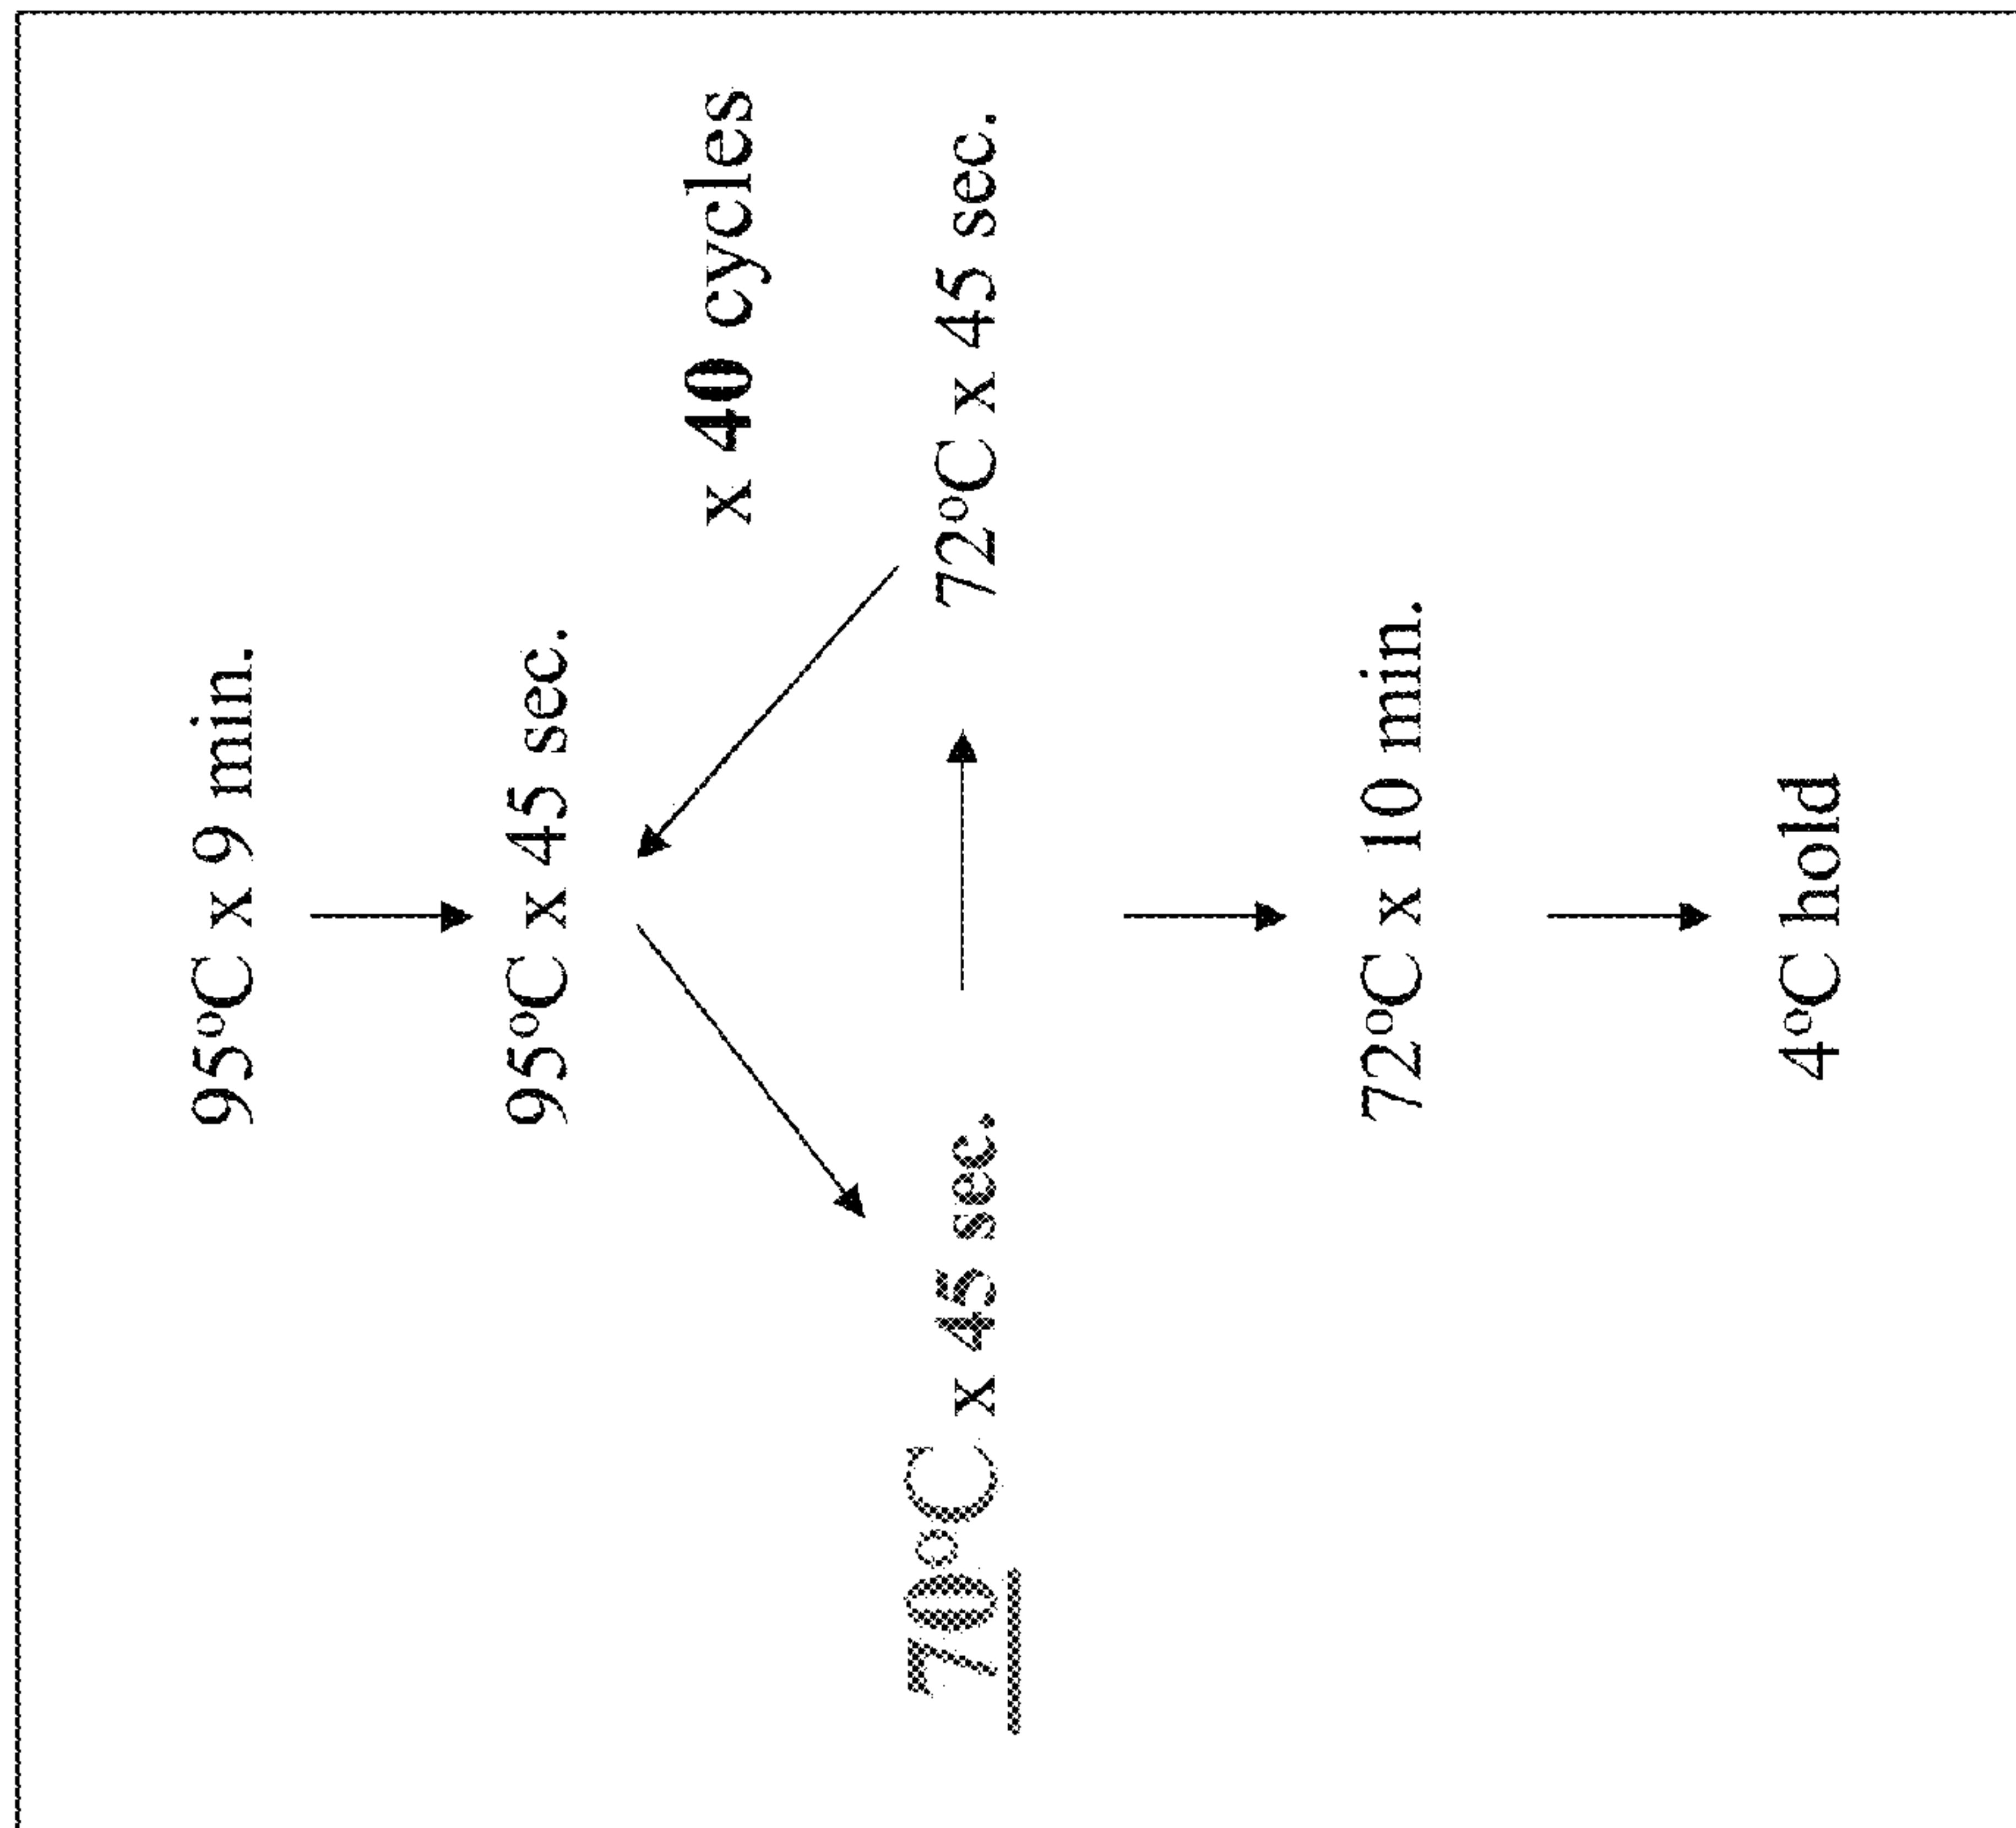 95°C x 9 min.
95°C x 45 sec.
x 40 cycles
70°C x 45 sec.
72°C x 45 sec.
72°C x 10 min.
4°C hold